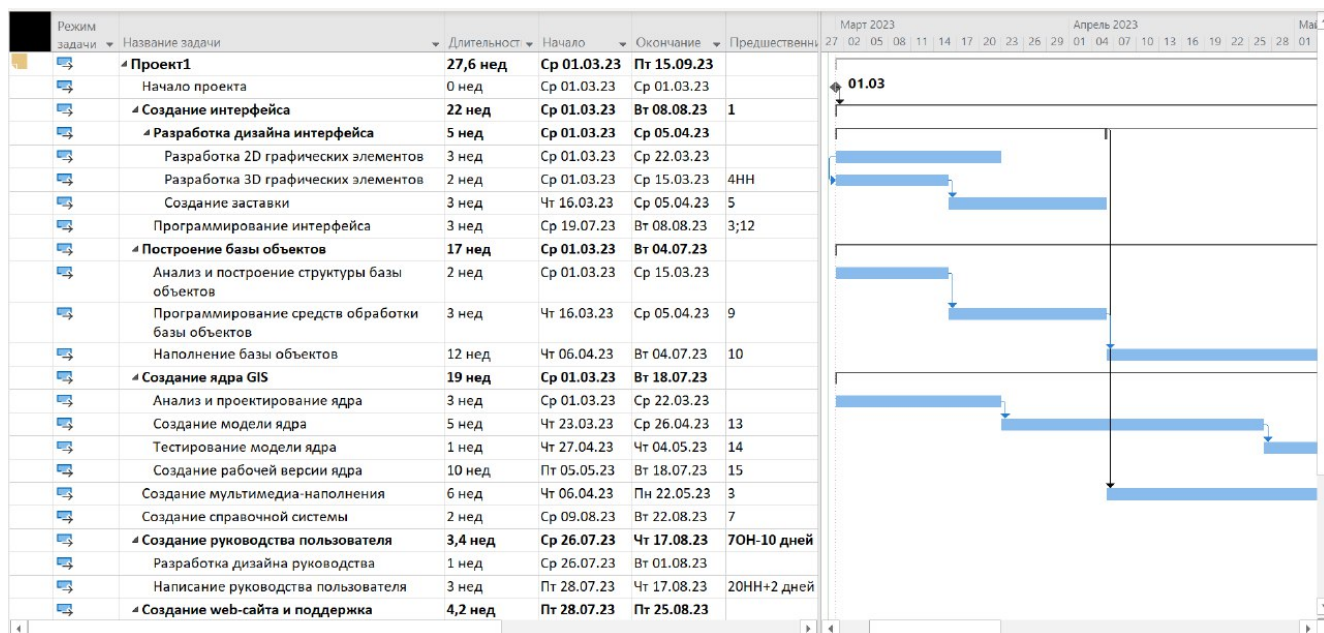 Режим задачи Название задачи Длительность Начало Окончание Предшественни
Март 2023 Апрель 2023 Май
27 02 05 08 11 14 17 20 23 26 29 01 04 07 10 13 16 19 22 25 28 01
Проект1 27,6 нед Ср 01.03.23 Пт 15.09.23
Начало проекта 0 нед Ср 01.03.23 Ср 01.03.23 01.03
Создание интерфейса 22 нед Ср 01.03.23 Вт 08.08.23 1
Разработка дизайна интерфейса 5 нед Ср 01.03.23 Ср 05.04.23
Разработка 2D графических элементов 3 нед Ср 01.03.23 Ср 22.03.23
Разработка 3D графических элементов 2 нед Ср 01.03.23 Ср 15.03.23 4НН
Создание заставки 3 нед Чт 16.03.23 Ср 05.04.23 5
Программирование интерфейса 3 нед Ср 19.07.23 Вт 08.08.23 3;12
Построение базы объектов 17 нед Ср 01.03.23 Вт 04.07.23
Анализ и построение структуры базы объектов 2 нед Ср 01.03.23 Ср 15.03.23
Программирование средств обработки базы объектов 3 нед Чт 16.03.23 Ср 05.04.23 9
Наполнение базы объектов 12 нед Чт 06.04.23 Вт 04.07.23 10
Создание ядра GIS 19 нед Ср 01.03.23 Вт 18.07.23
Анализ и проектирование ядра 3 нед Ср 01.03.23 Ср 22.03.23
Создание модели ядра 5 нед Чт 23.03.23 Ср 26.04.23 13
Тестирование модели ядра 1 нед Чт 27.04.23 Чт 04.05.23 14
Создание рабочей версии ядра 10 нед Пт 05.05.23 Вт 18.07.23 15
Создание мультимедиа-наполнения 6 нед Чт 06.04.23 Пн 22.05.23 3
Создание справочной системы 2 нед Ср 09.08.23 Вт 22.08.23 7
Создание руководства пользователя 3,4 нед Ср 26.07.23 Чт 17.08.23 7ОН-10 дней
Разработка дизайна руководства 1 нед Ср 26.07.23 Вт 01.08.23
Написание руководства пользователя 3 нед Пт 28.07.23 Чт 17.08.23 20НН+2 дней
Создание web-сайта и поддержка 4,2 нед Пт 28.07.23 Пт 25.08.23